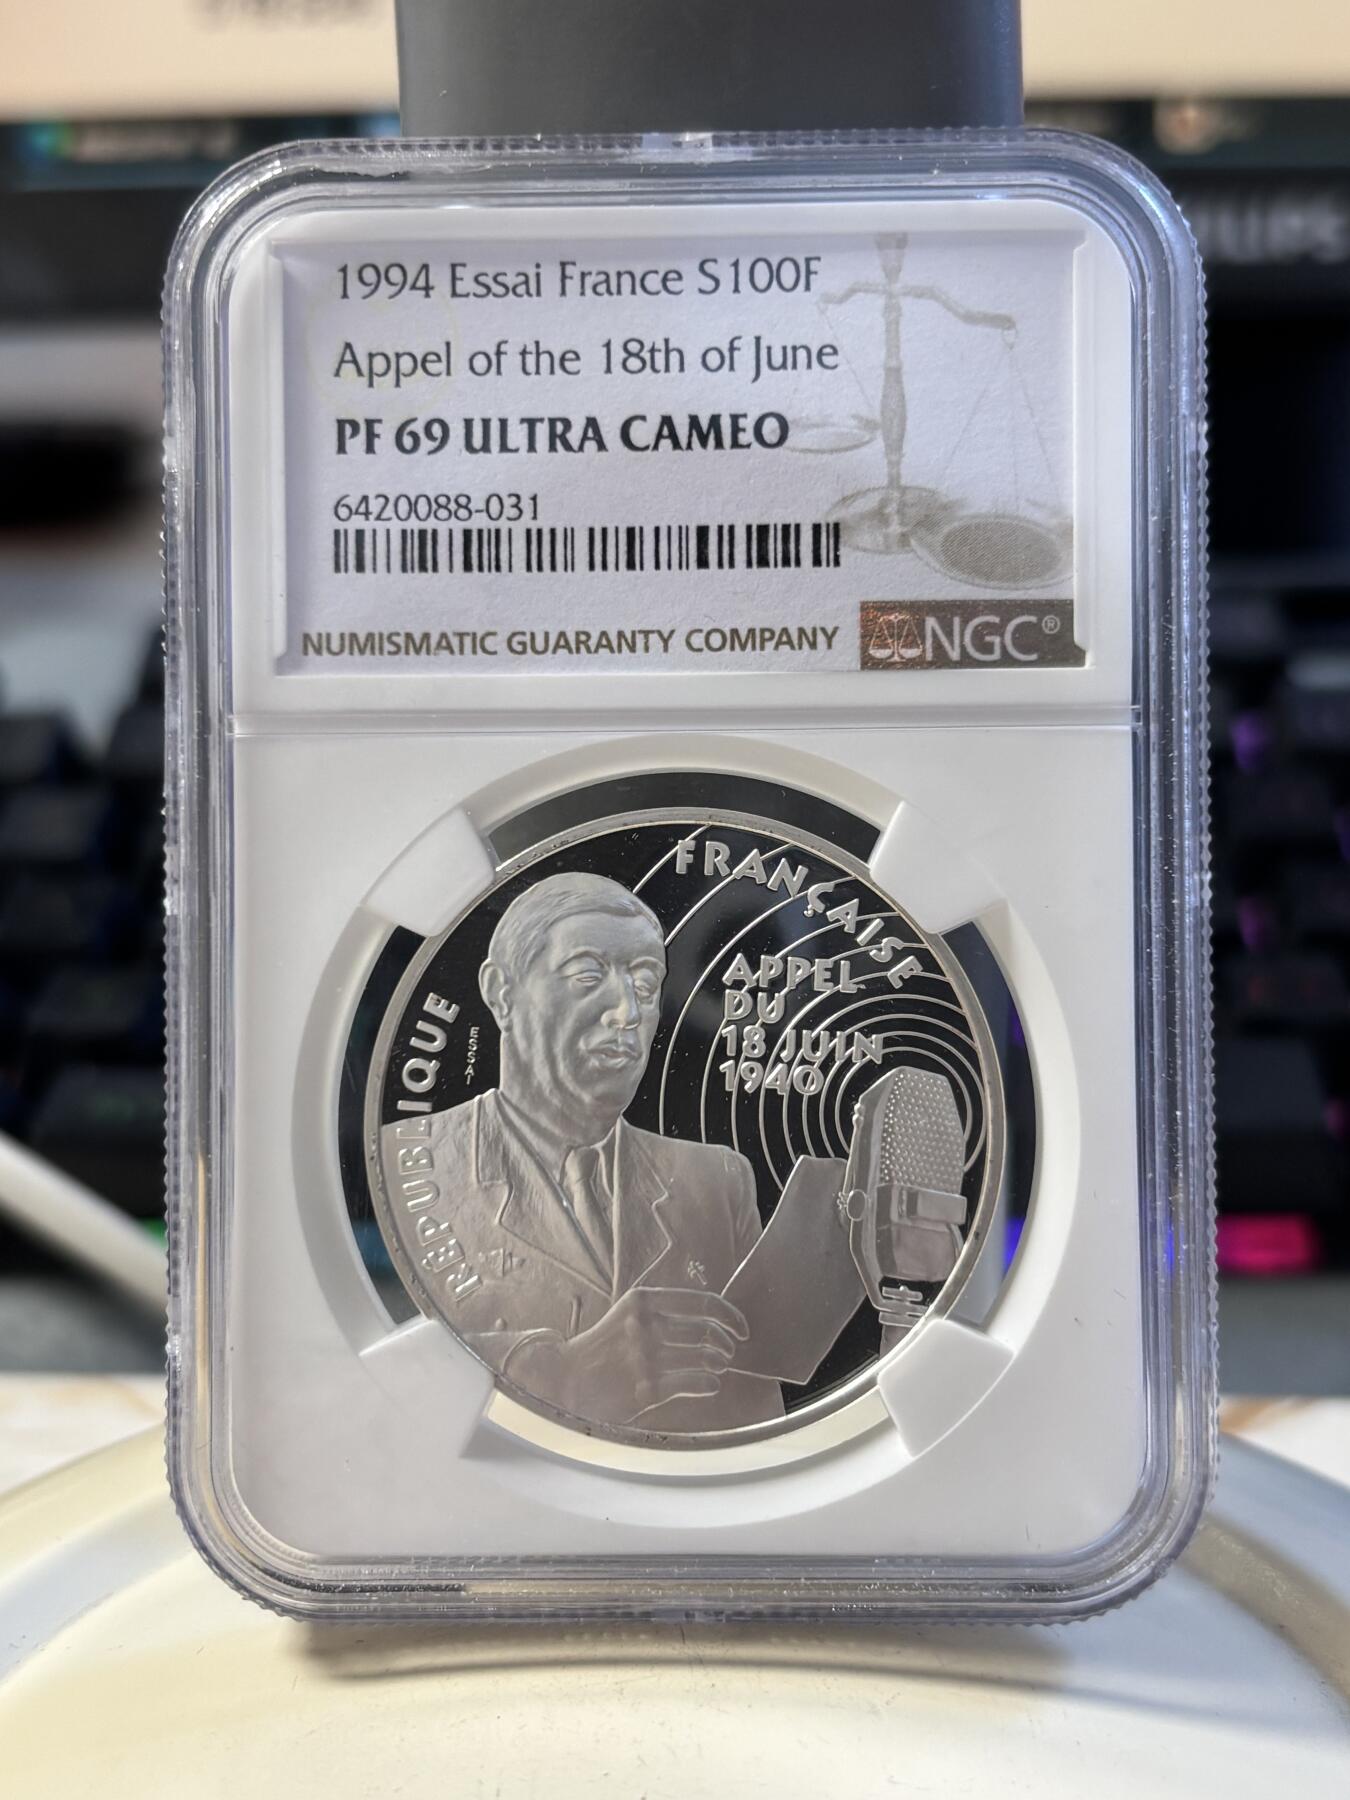 1994 Essai France S100F
Appel of the 18th of June
PF 69 ULTRA CAMEO
6420088-031
NUMISMATIC GUARANTY COMPANY
NGC®
RÉPUBLIQUE
FRANÇAISE
ESSAI
APPEL
DU
18 JUIN
1940